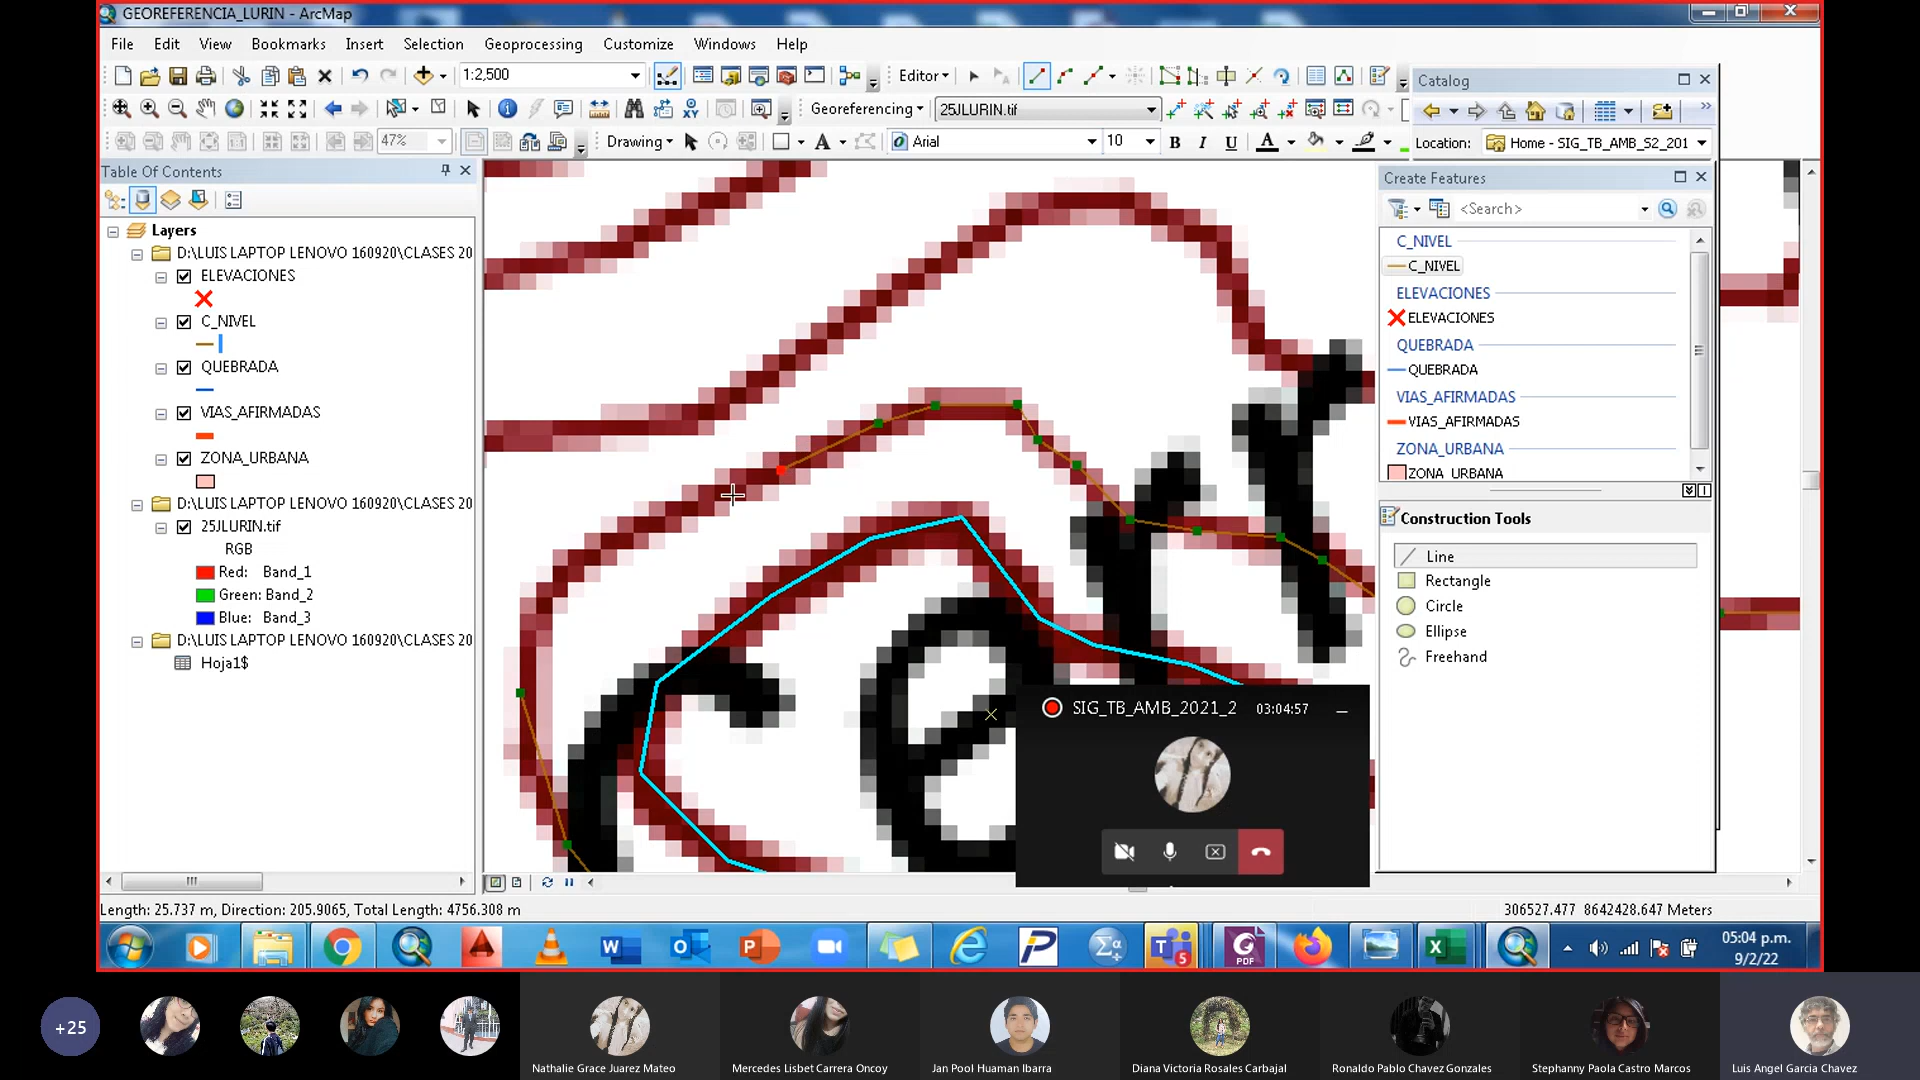 GEOREFERENCIA_LURIN - ArcMap
File Edit View Bookmarks Insert Selection Geoprocessing Customize Windows Help
1:2,500
Editor
Catalog
Georeferencing
25JLURIN.tif
47%
Drawing
Arial
10
B I U A
Location: Home - SIG_TB_AMB_S2_201
Table Of Contents
Layers
D:\LUIS LAPTOP LENOVO 160920\CLASES 20
ELEVACIONES
C_NIVEL
QUEBRADA
VIAS_AFIRMADAS
ZONA_URBANA
D:\LUIS LAPTOP LENOVO 160920\CLASES 20
25JLURIN.tif
RGB
Red: Band_1
Green: Band_2
Blue: Band_3
D:\LUIS LAPTOP LENOVO 160920\CLASES 20
Hoja1$
Create Features
<Search>
C_NIVEL
C_NIVEL
ELEVACIONES
ELEVACIONES
QUEBRADA
QUEBRADA
VIAS_AFIRMADAS
VIAS_AFIRMADAS
ZONA_URBANA
ZONA_URBANA
Construction Tools
Line
Rectangle
Circle
Ellipse
Freehand
SIG_TB_AMB_2021_2 03:04:57
Length: 25.737 m, Direction: 205.9065, Total Length: 4756.308 m
306527.477 8642428.647 Meters
05:04 p.m.
9/2/22
+25
Nathalie Grace Juarez Mateo
Mercedes Lisbet Carrera Oncoy
Jan Pool Huaman Ibarra
Diana Victoria Rosales Carbajal
Ronaldo Pablo Chavez Gonzales
Stephanny Paola Castro Marcos
Luis Angel Garcia Chavez